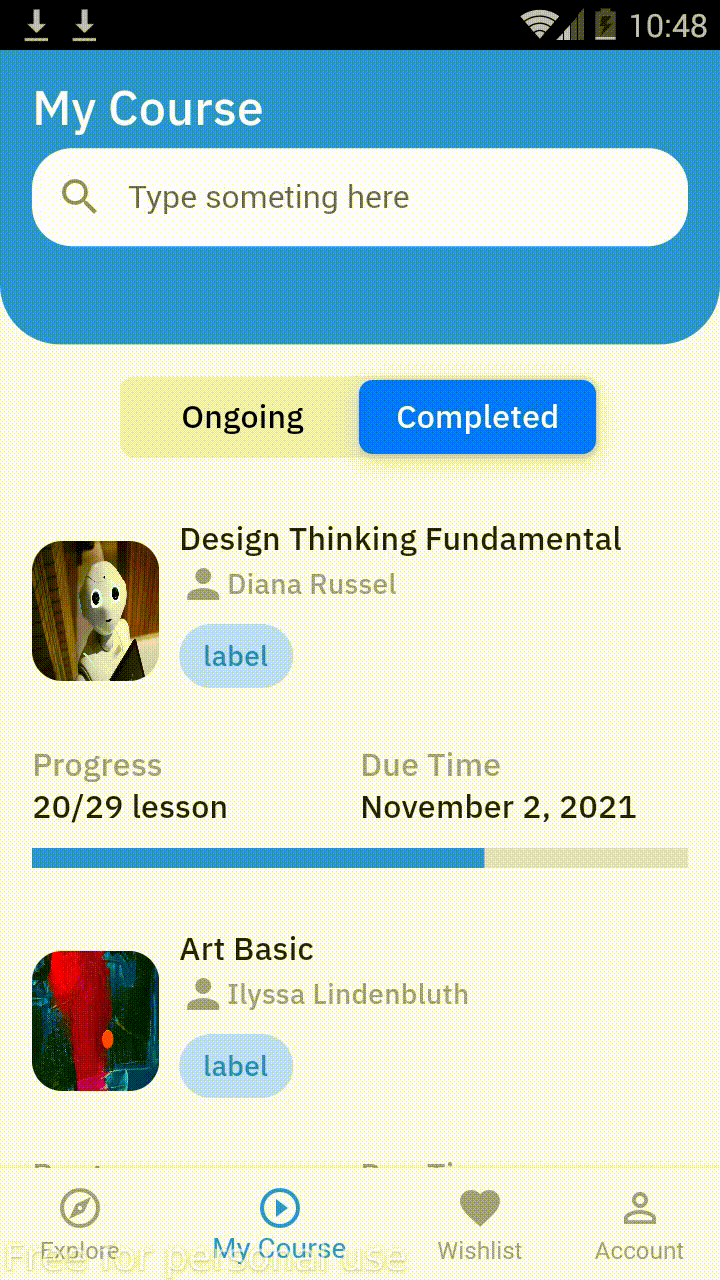 10:48
My Course
Type someting here
Ongoing Completed
Design Thinking Fundamental
Diana Russel
label
Progress Due Time
20/29 lesson November 2, 2021
Art Basic
Ilyssa Lindenbluth
label
Explore My Course Wishlist Account
Free for personal use